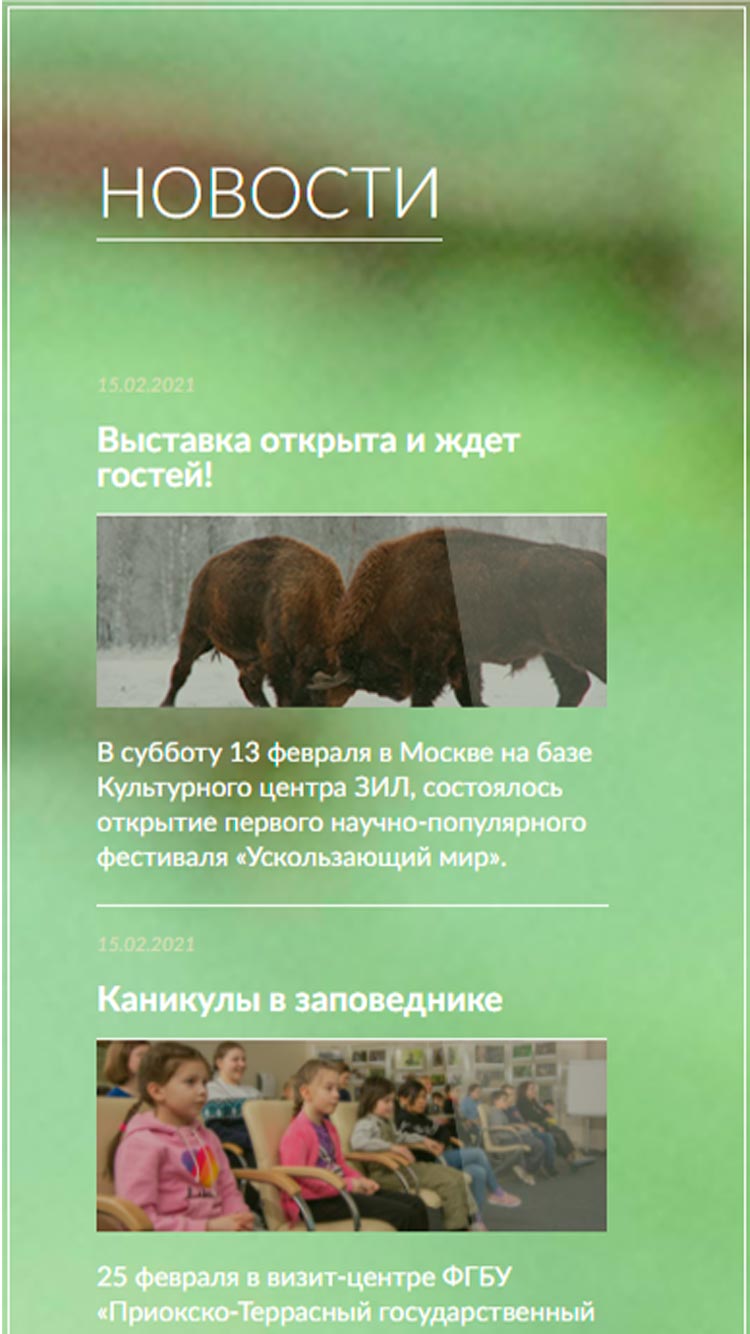 НОВОСТИ
15.02.2021
Выставка открыта и ждет
гостей!
В субботу 13 февраля в Москве на базе
Культурного центра ЗИЛ, состоялось
открытие первого научно-популярного
фестиваля «Ускользающий мир».
15.02.2021
Каникулы в заповеднике
25 февраля в визит-центре ФГБУ
«Приокско-Террасный государственный